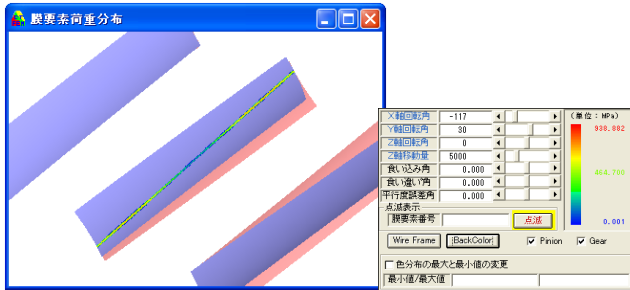 膜要素荷重分布
X軸回転角 -117
Y軸回転角 30
Z軸回転角 0
Z軸移動量 5000
食い込み角 0.000
食い違い角 0.000
平行度誤差角 0.000
(単位:MPa)
938.882
464.700
0.001
点滅表示
膜要素番号 点滅
Wire Frame BackColor Pinion Gear
色分布の最大と最小値の変更
最小値/最大値